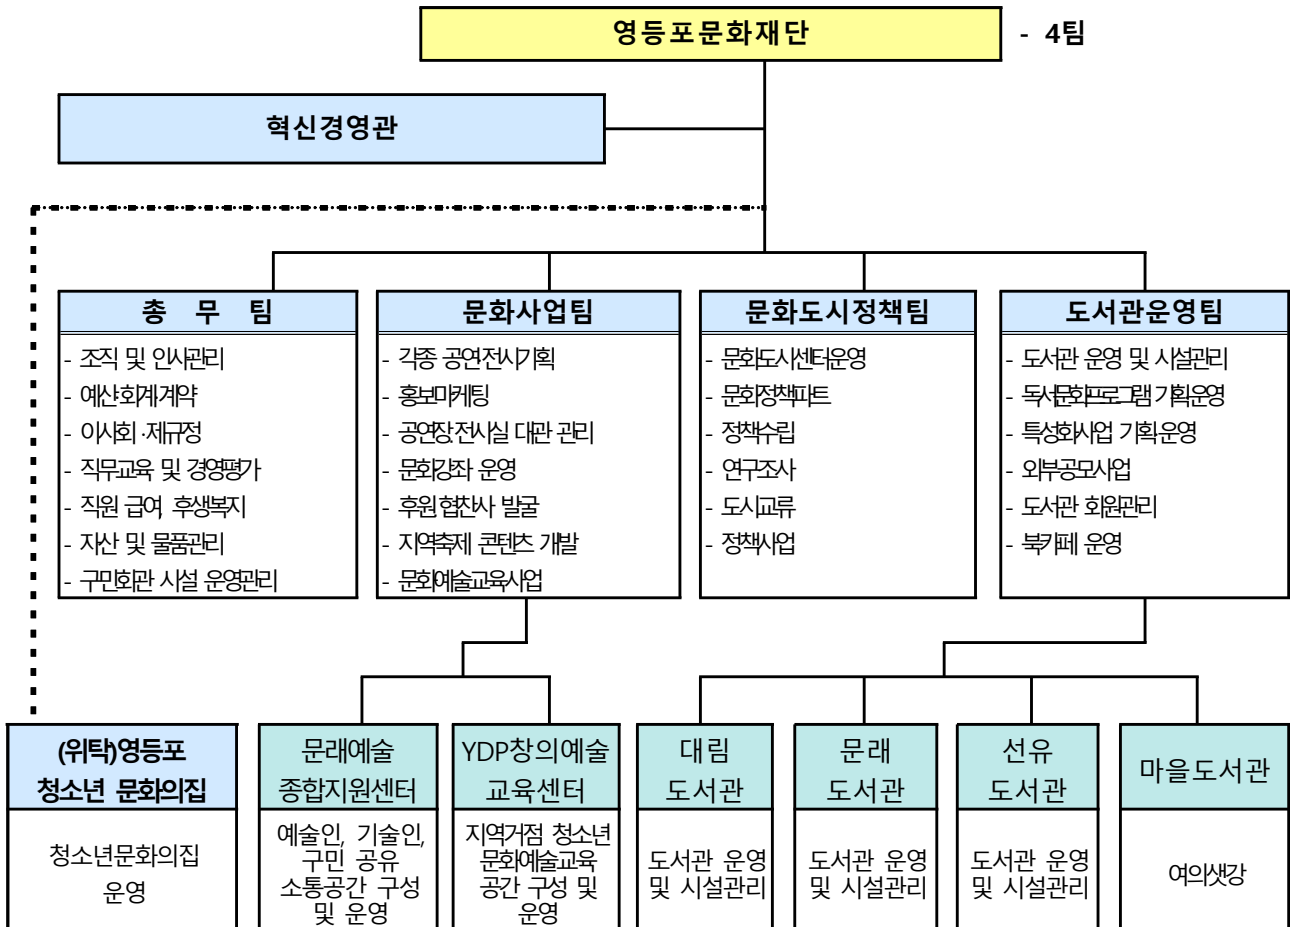 영등포문화재단
- 4팀
혁신경영관
총 무 팀
- 조직 및 인사관리
- 예산·회계·계약
- 이사회·제규정
- 직무교육 및 경영평가
- 직원 급여, 후생복지
- 자산 및 물품관리
- 구민회관 시설 운영관리
문화사업팀
- 각종 공연·전시기획
- 홍보마케팅
- 공연장·전시실 대관 관리
- 문화강좌 운영
- 후원·협찬사 발굴
- 지역축제 콘텐츠 개발
- 문화예술교육사업
문화도시정책팀
- 문화도시센터운영
- 문화정책파트
- 정책수립
- 연구조사
- 도시교류
- 정책사업
도서관운영팀
- 도서관 운영 및 시설관리
- 독서문화프로그램 기획·운영
- 특성화사업 기획·운영
- 외부공모사업
- 도서관 회원관리
- 북카페 운영
(위탁)영등포
청소년 문화의집
청소년문화의집
운영
문래예술
종합지원센터
예술인, 기술인,
구민 공유
소통공간 구성
및 운영
YDP창의예술
교육센터
지역거점 청소년
문화예술교육
공간 구성 및
운영
대림
도서관
도서관 운영
및 시설관리
문래
도서관
도서관 운영
및 시설관리
선유
도서관
도서관 운영
및 시설관리
마을도서관
여의샛강